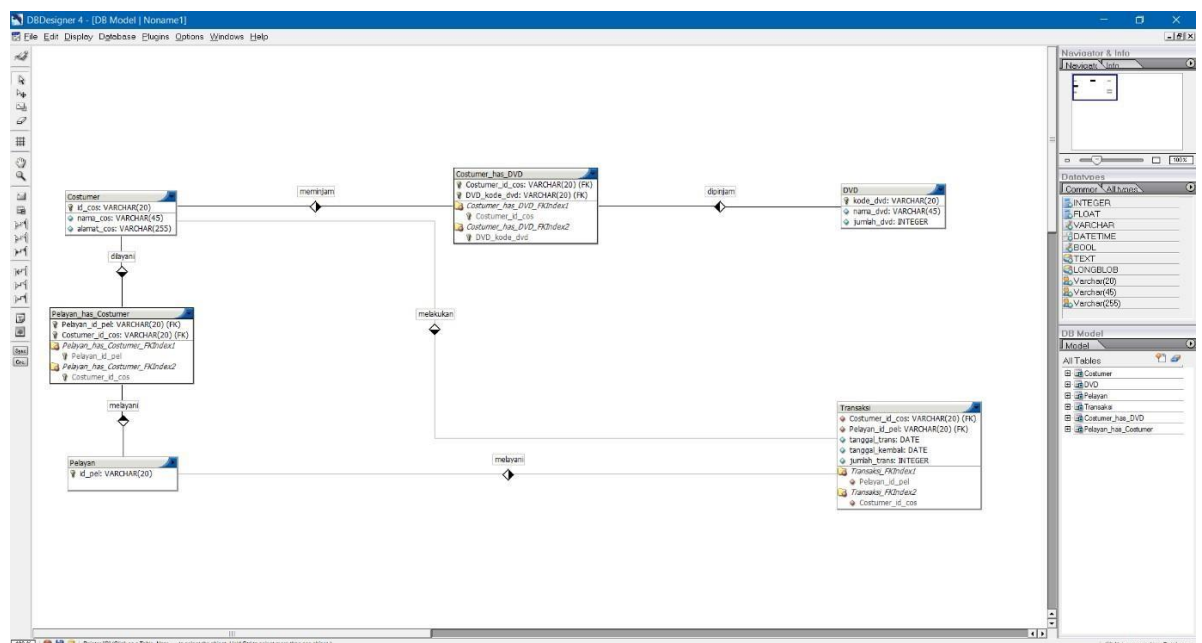 DBDesigner 4 - [DB Model | Noname1]
File Edit Display Database Plugins Options Windows Help
Navigator & Info
Navigatc Info
100%
Datatypes
Common All types
INTEGER
FLOAT
VARCHAR
DATETIME
BOOL
TEXT
LONGBLOB
Varchar(20)
Varchar(45)
Varchar(255)
DB Model
Model
All Tables
Costumer
DVD
Pelayan
Transaksi
Costumer_has_DVD
Pelayan_has_Costumer
Costumer
id_cos: VARCHAR(20)
nama_cos: VARCHAR(45)
alamat_cos: VARCHAR(255)
meminjam
Costumer_has_DVD
Costumer_id_cos: VARCHAR(20) (FK)
DVD_kode_dvd: VARCHAR(20) (FK)
Costumer_has_DVD_FKIndex1
Costumer_id_cos
Costumer_has_DVD_FKIndex2
DVD_kode_dvd
dipinjam
DVD
kode_dvd: VARCHAR(20)
nama_dvd: VARCHAR(45)
jumlah_dvd: INTEGER
dilayani
Pelayan_has_Costumer
Pelayan_id_pel: VARCHAR(20) (FK)
Costumer_id_cos: VARCHAR(20) (FK)
Pelayan_has_Costumer_FKIndex1
Pelayan_id_pel
Pelayan_has_Costumer_FKIndex2
Costumer_id_cos
melakukan
melayani
Pelayan
id_pel: VARCHAR(20)
melayani
Transaksi
Costumer_id_cos: VARCHAR(20) (FK)
Pelayan_id_pel: VARCHAR(20) (FK)
tanggal_trans: DATE
tanggal_kembali: DATE
jumlah_trans: INTEGER
Transaksi_FKIndex1
Pelayan_id_pel
Transaksi_FKIndex2
Costumer_id_cos